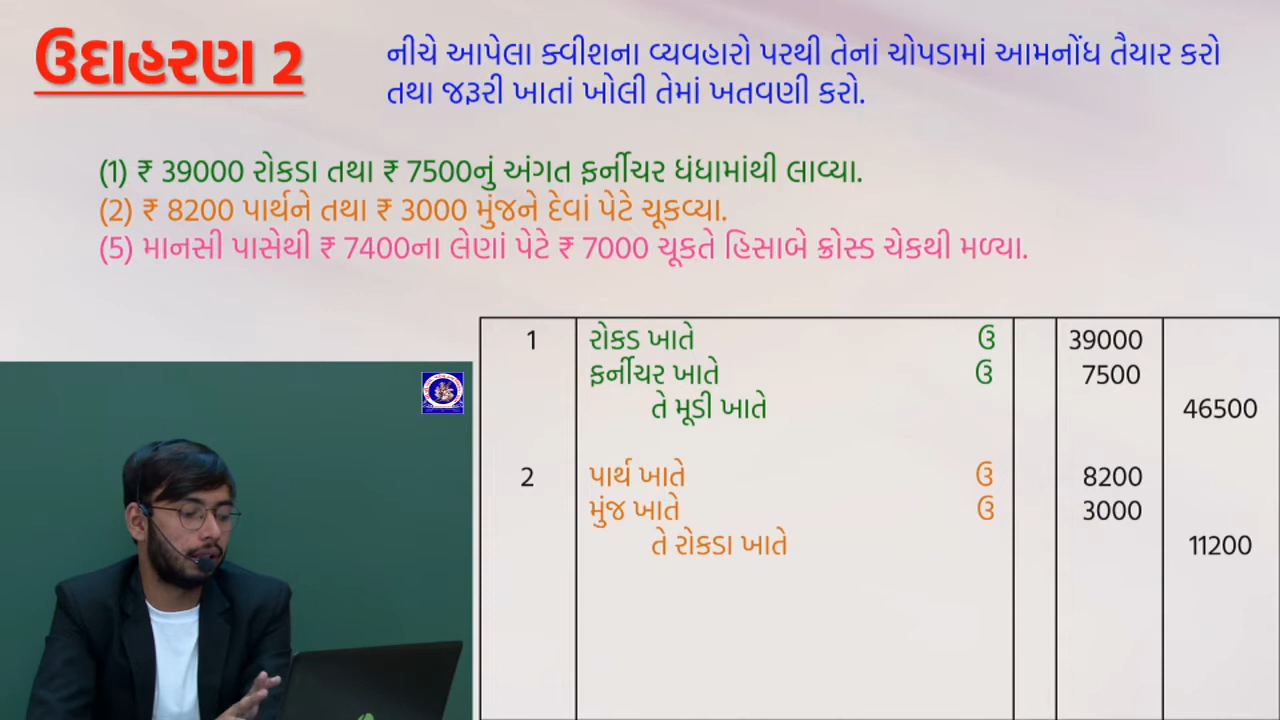 ઉદાહરણ 2
નીચે આપેલા ક્વીશના વ્યવહારો પરથી તેનાં ચોપડામાં આમનોંધ તૈયાર કરો
તથા જરૂરી ખાતાં ખોલી તેમાં ખતવણી કરો.
(1) ₹ 39000 રોકડા તથા ₹ 7500નું અંગત ફર્નીચર ધંધામાંથી લાવ્યા.
(2) ₹ 8200 પાર્થને તથા ₹ 3000 મુંજને દેવાં પેટે ચૂકવ્યા.
(5) માનસી પાસેથી ₹ 7400ના લેણાં પેટે ₹ 7000 ચૂકતે હિસાબે ક્રોસ્ડ ચેકથી મળ્યા.
1 રોકડ ખાતે ઉ 39000
ફર્નીચર ખાતે ઉ 7500
તે મૂડી ખાતે 46500
2 પાર્થ ખાતે ઉ 8200
મુંજ ખાતે ઉ 3000
તે રોકડા ખાતે 11200